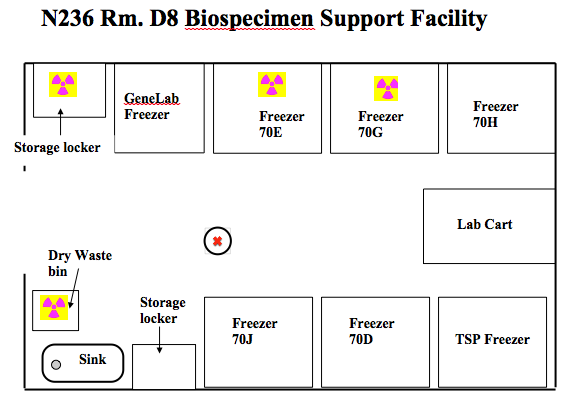 N236 Rm. D8 Biospecimen Support Facility
GeneLab
Freezer
Freezer
70E
Freezer
70G
Freezer
70H
Storage locker
Lab Cart
Dry Waste
bin
Storage
locker
Freezer
70J
Freezer
70D
TSP Freezer
Sink